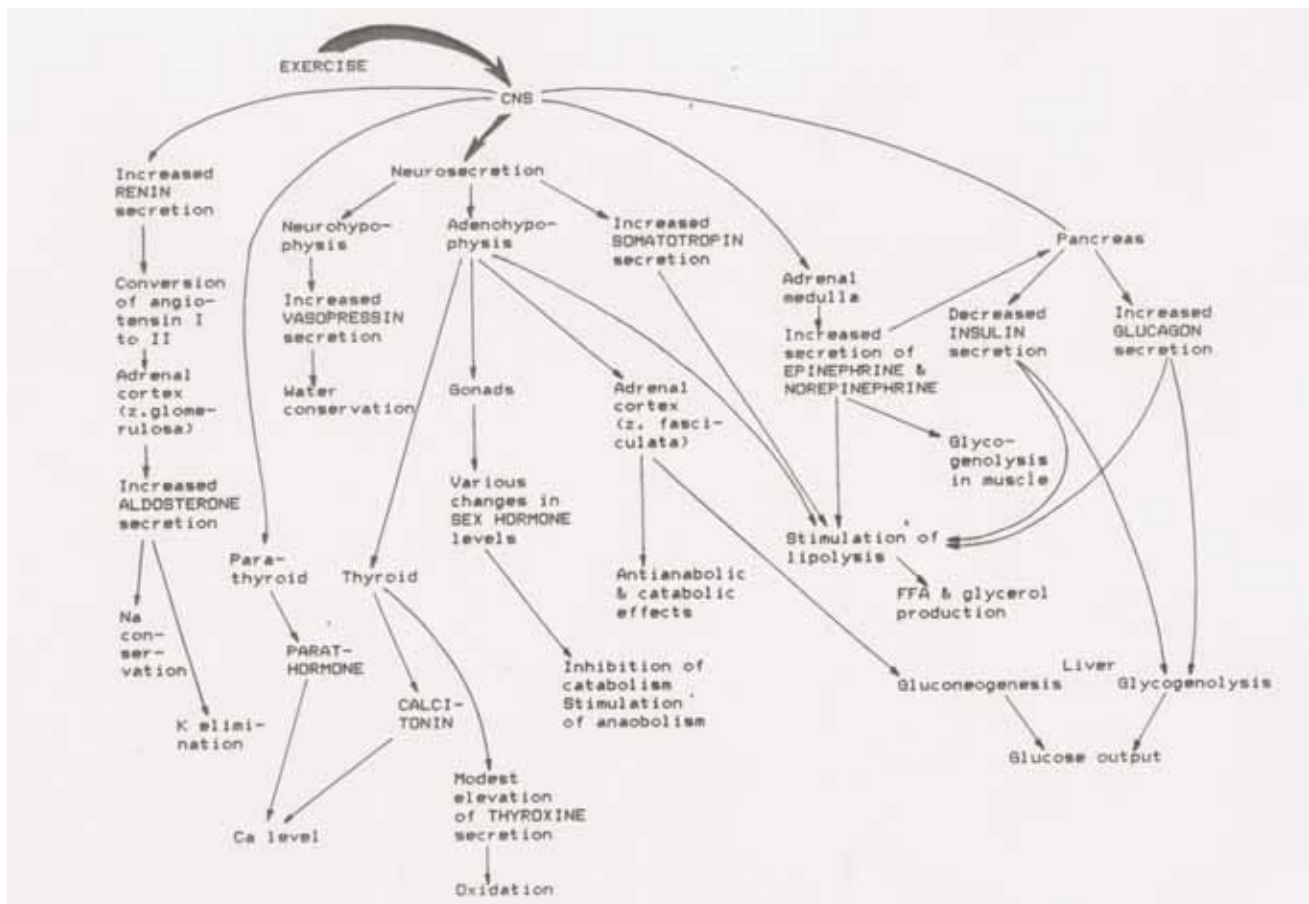 EXERCISE
CNS
Increased
RENIN
secretion
Conversion
of angio-
tensin I
to II
Adrenal
cortex
(z.glome-
rulosa)
Increased
ALDOSTERONE
secretion
Na
con-
ser-
vation
K elimi-
nation
Para-
thyroid
PARAT-
HORMONE
Ca level
Neurosecretion
Neurohypo-
physis
Increased
VASOPRESSIN
secretion
Water
conservation
Adenohypo-
physis
Thyroid
CALCI-
TONIN
Modest
elevation
of THYROXINE
secretion
Oxidation
Gonads
Various
changes in
SEX HORMONE
levels
Inhibition of
catabolism
Stimulation
of anaobolism
Increased
SOMATOTROPIN
secretion
Adrenal
cortex
(z. fasci-
culata)
Antianabolic
& catabolic
effects
Adrenal
medulla
Increased
secretion of
EPINEPHRINE &
NOREPINEPHRINE
Glyco-
genolysis
in muscle
Stimulation of
lipolysis
FFA & glycerol
production
Pancreas
Decreased
INSULIN
secretion
Increased
GLUCAGON
secretion
Liver
Gluconeogenesis
Glycogenolysis
Glucose output